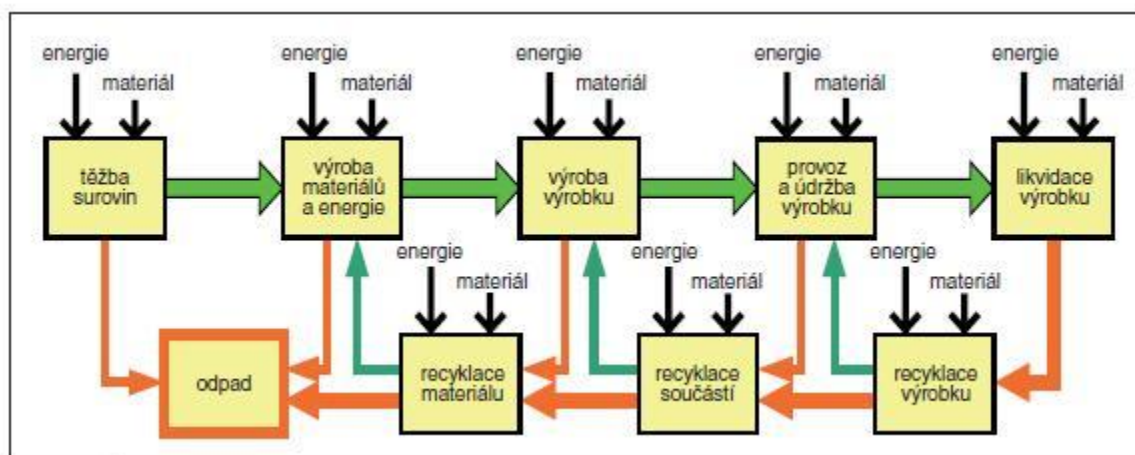 energie
materiál
energie
materiál
energie
materiál
energie
materiál
energie
materiál
těžba
surovin
výroba
materiálů
a energie
výroba
výrobku
provoz
a údržba
výrobku
likvidace
výrobku
energie
materiál
energie
materiál
energie
materiál
odpad
recyklace
materiálu
recyklace
součástí
recyklace
výrobku